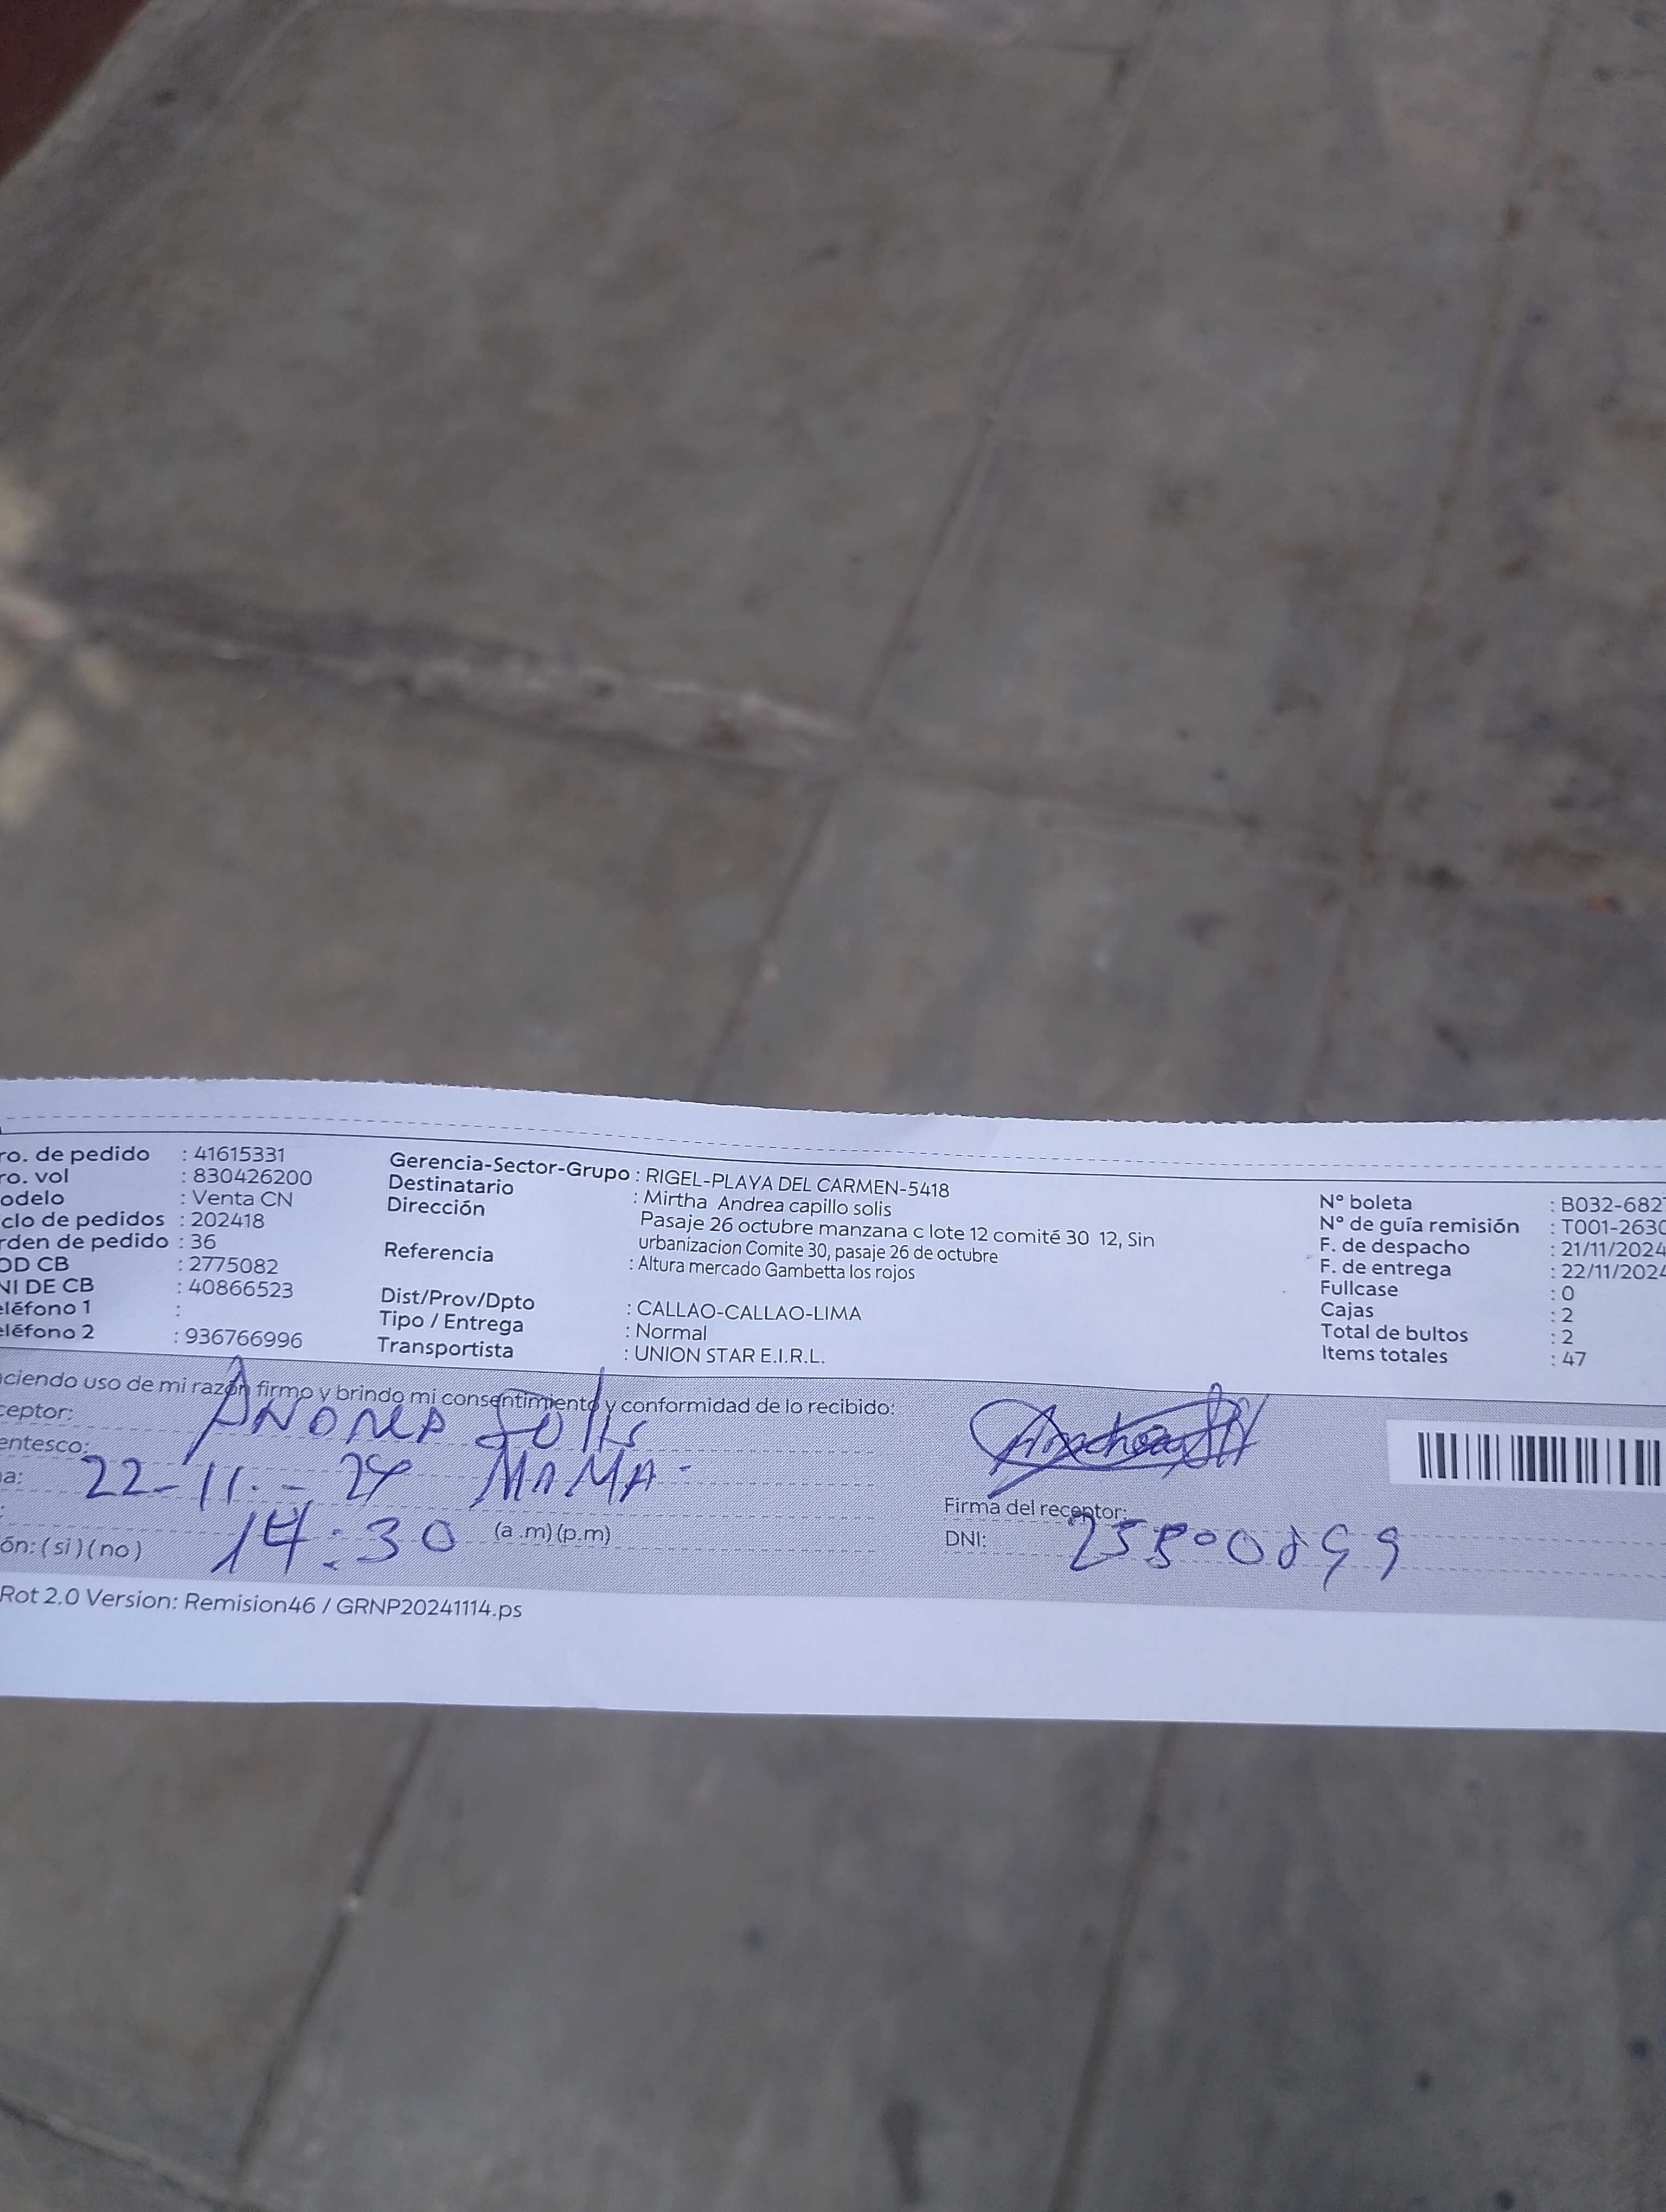 ro. de pedido : 41615331
ro. vol : 830426200
odelo : Venta CN
clo de pedidos : 202418
rden de pedido : 36
OD CB : 2775082
NI DE CB : 40866523
eléfono 1 :
eléfono 2 : 936766996
Gerencia-Sector-Grupo : RIGEL-PLAYA DEL CARMEN-5418
Destinatario : Mirtha Andrea capillo solis
Dirección Pasaje 26 octubre manzana c lote 12 comité 30 12, Sin
urbanizacion Comite 30, pasaje 26 de octubre
Referencia : Altura mercado Gambetta los rojos
Dist/Prov/Dpto : CALLAO-CALLAO-LIMA
Tipo / Entrega : Normal
Transportista : UNION STAR E.I.R.L.
N° boleta : B032-682
N° de guía remisión : T001-2630
F. de despacho : 21/11/2024
F. de entrega : 22/11/2024
Fullcase : 0
Cajas : 2
Total de bultos : 2
Items totales : 47
ciendo uso de mi razón firmo y brindo mi consentimiento y conformidad de lo recibido:
ceptor: Solis
entesco: MAMA
a: 22-11-24
14:30 (a.m)(p.m)
ón: (si) (no)
Firma del receptor:
DNI:
Rot 2.0 Version: Remision46 / GRNP20241114.ps